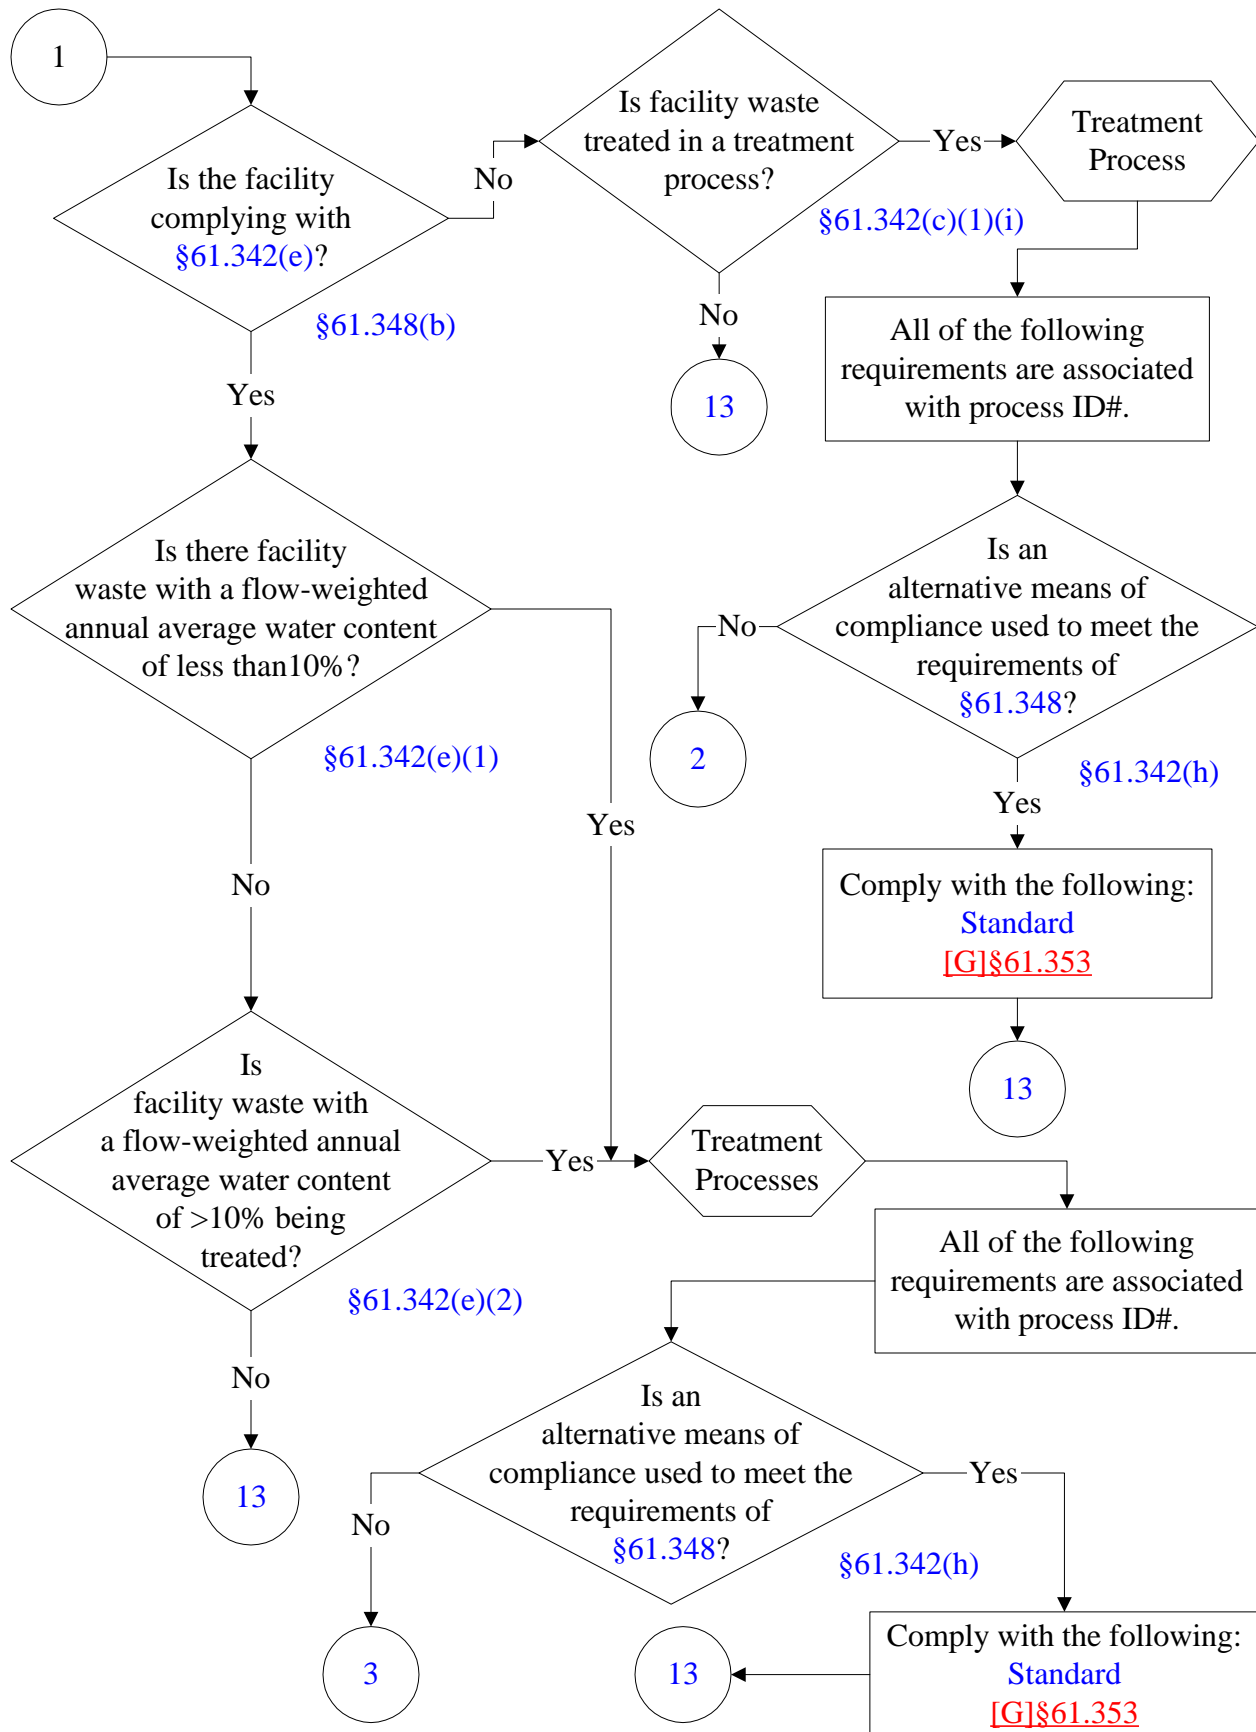 1
Is the facility
complying with
§61.342(e)?
§61.348(b)
No
Is facility waste
treated in a treatment
process?
§61.342(c)(1)(i)
Yes
Treatment
Process
No
13
All of the following
requirements are associated
with process ID#.
Is an
alternative means of
compliance used to meet the
requirements of
§61.348?
§61.342(h)
No
2
Yes
Comply with the following:
Standard
[G]§61.353
13
Yes
Is there facility
waste with a flow-weighted
annual average water content
of less than10%?
§61.342(e)(1)
Yes
No
Is
facility waste with
a flow-weighted annual
average water content
of >10% being
treated?
§61.342(e)(2)
Yes
No
13
Treatment
Processes
All of the following
requirements are associated
with process ID#.
Is an
alternative means of
compliance used to meet the
requirements of
§61.348?
§61.342(h)
No
3
Yes
Comply with the following:
Standard
[G]§61.353
13